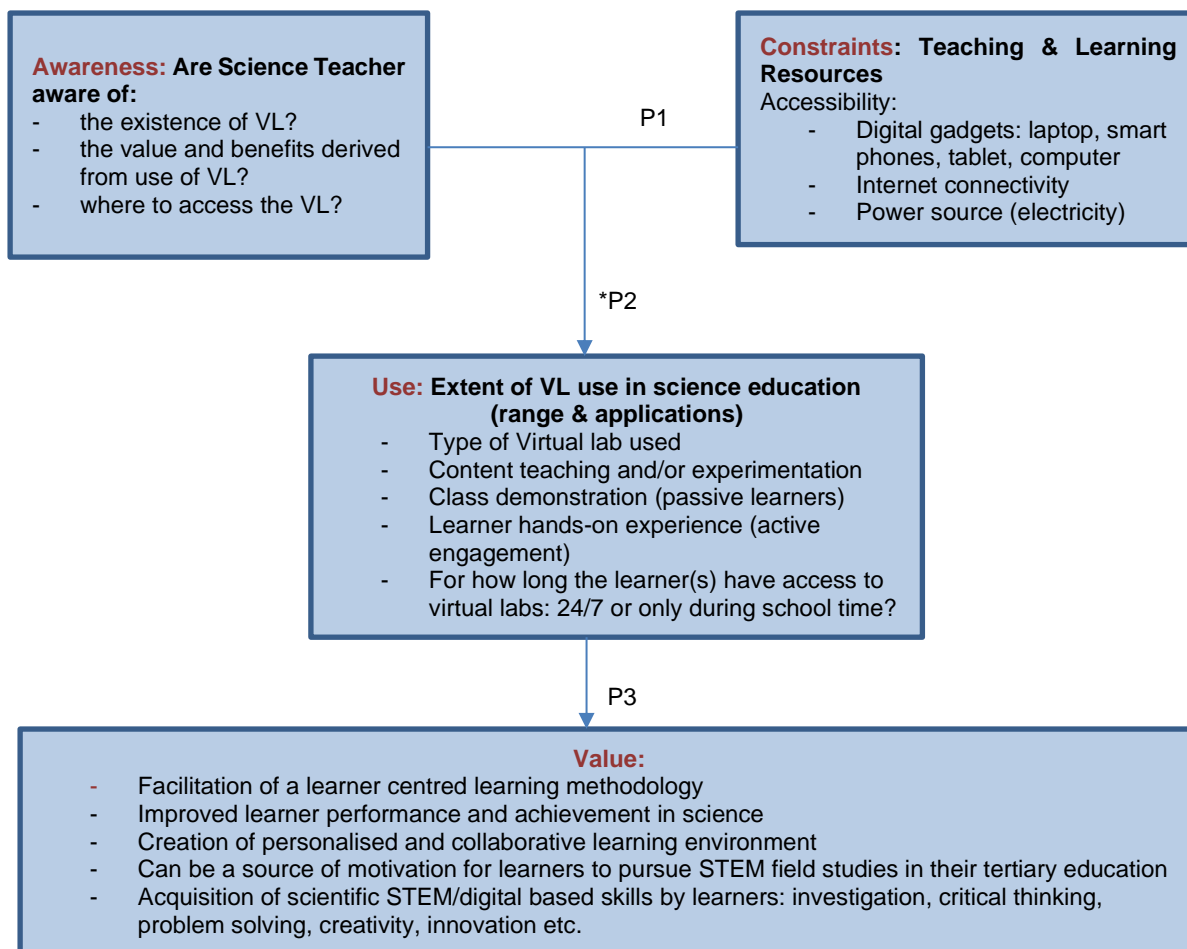 Awareness: Are Science Teacher
aware of:
- the existence of VL?
- the value and benefits derived
from use of VL?
- where to access the VL?
P1
Constraints: Teaching & Learning
Resources
Accessibility:
- Digital gadgets: laptop, smart
phones, tablet, computer
- Internet connectivity
- Power source (electricity)
*P2
Use: Extent of VL use in science education
(range & applications)
- Type of Virtual lab used
- Content teaching and/or experimentation
- Class demonstration (passive learners)
- Learner hands-on experience (active
engagement)
- For how long the learner(s) have access to
virtual labs: 24/7 or only during school time?
P3
Value:
- Facilitation of a learner centred learning methodology
- Improved learner performance and achievement in science
- Creation of personalised and collaborative learning environment
- Can be a source of motivation for learners to pursue STEM field studies in their tertiary education
- Acquisition of scientific STEM/digital based skills by learners: investigation, critical thinking,
problem solving, creativity, innovation etc.